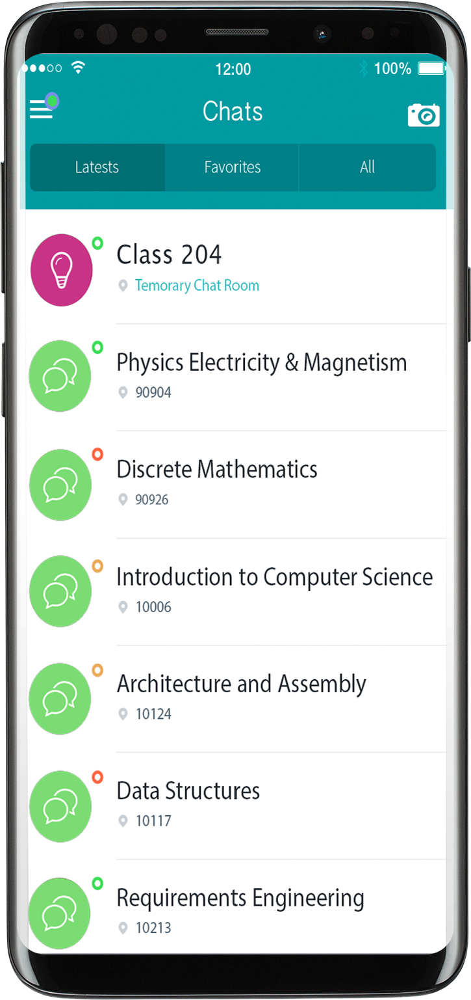 12:00
100%
Chats
Latests
Favorites
All
Class 204
Temorary Chat Room
Physics Electricity & Magnetism
90904
Discrete Mathematics
90926
Introduction to Computer Science
10006
Architecture and Assembly
10124
Data Structures
10117
Requirements Engineering
10213